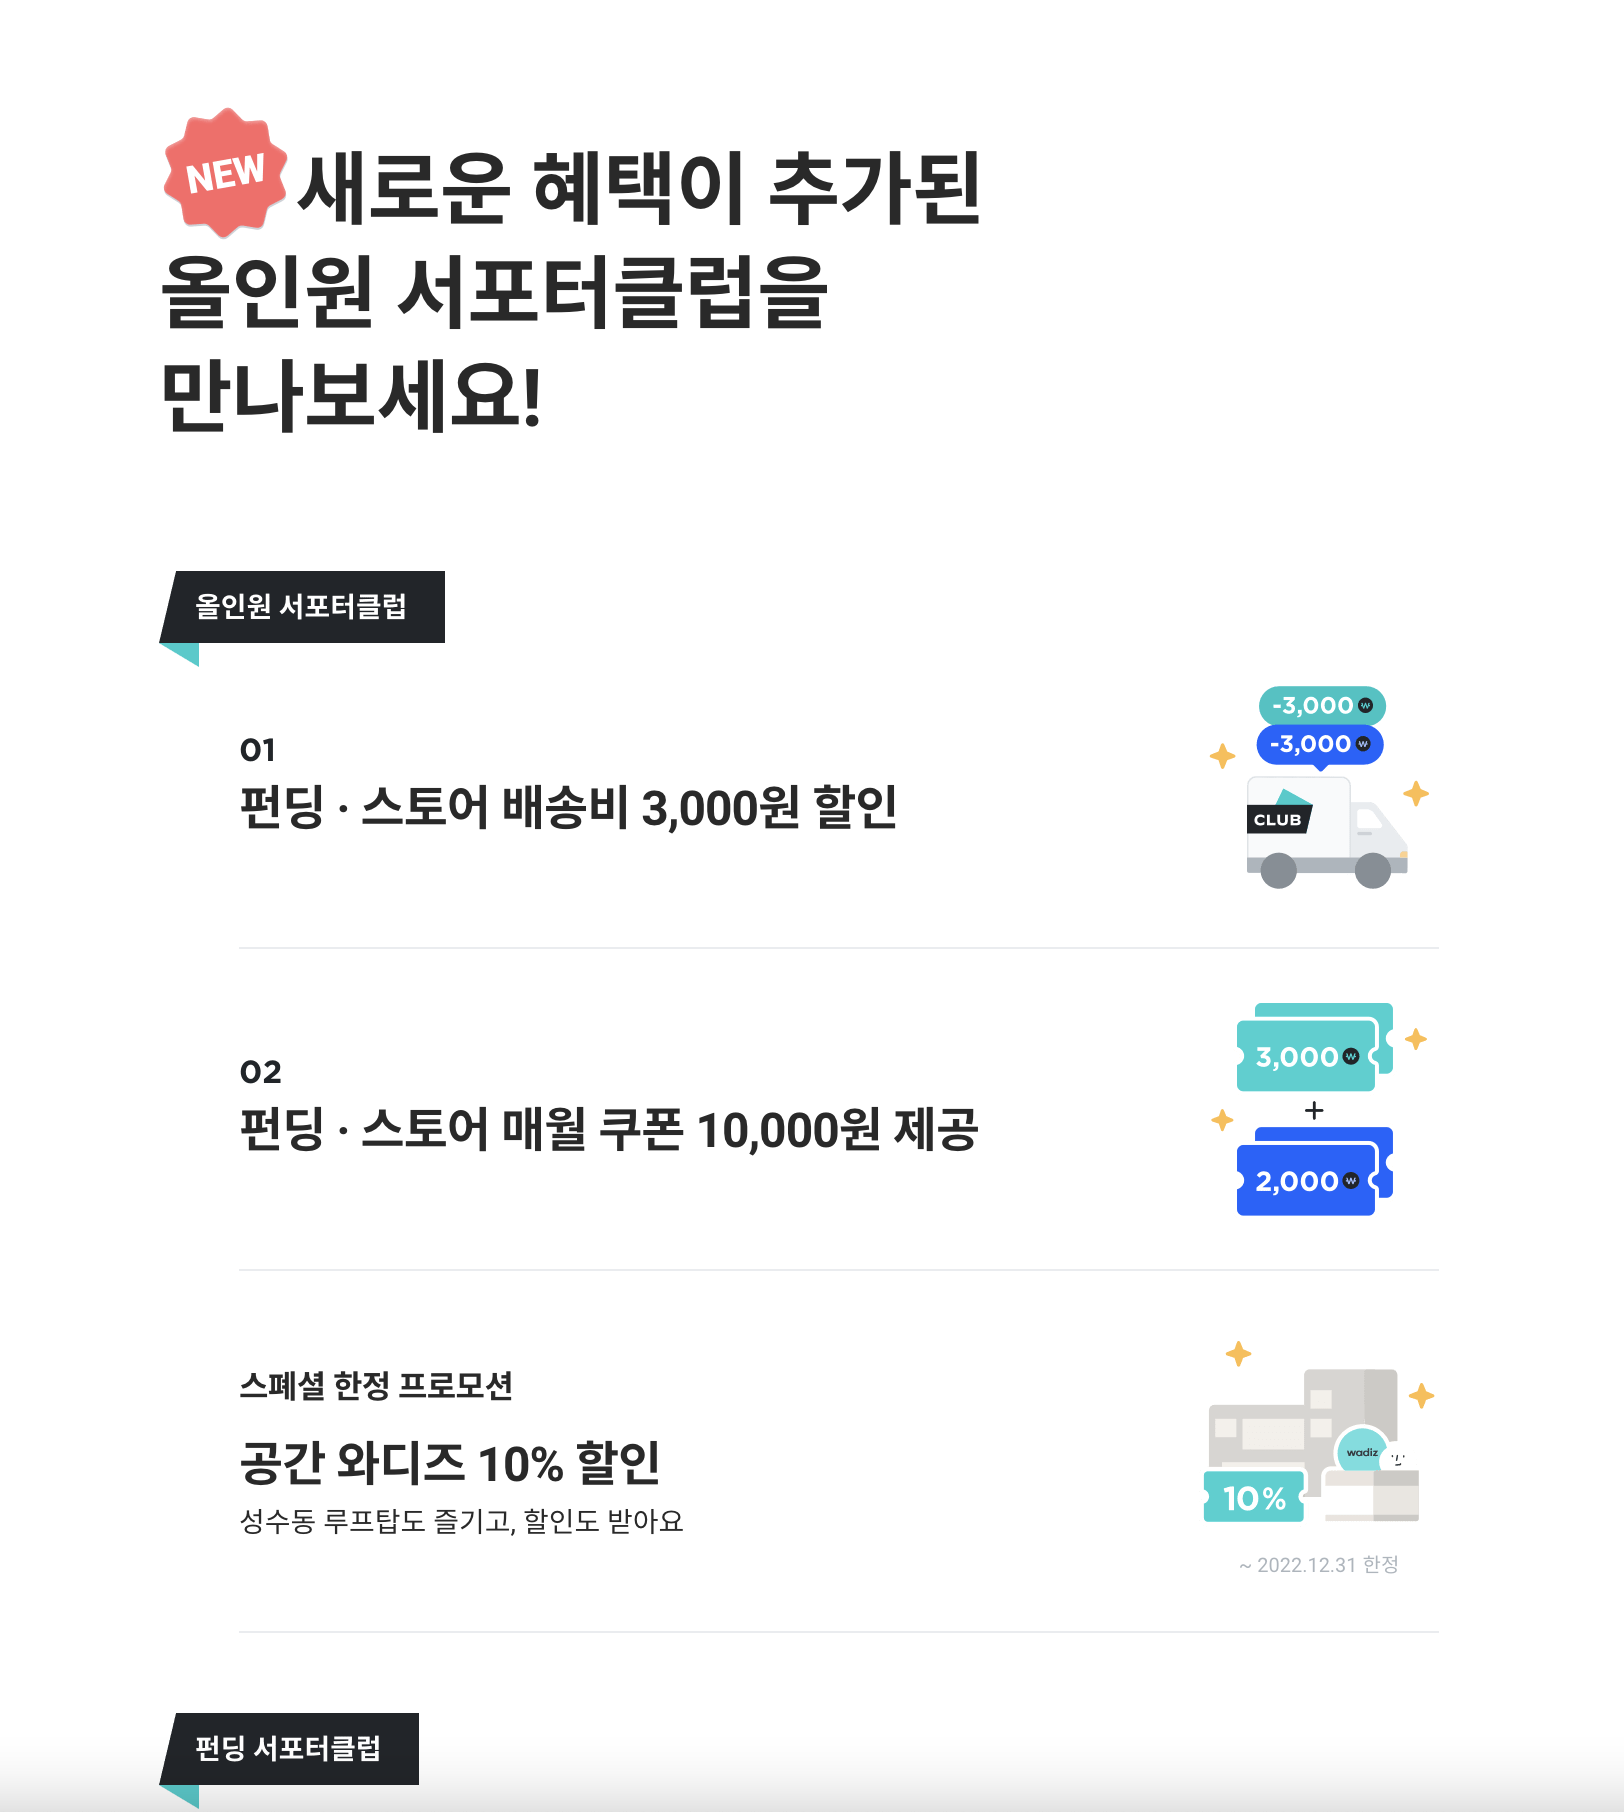 NEW 새로운 혜택이 추가된
올인원 서포터클럽을
만나보세요!
올인원 서포터클럽
01
펀딩 · 스토어 배송비 3,000원 할인
-3,000 W
-3,000 W
CLUB
02
펀딩 · 스토어 매월 쿠폰 10,000원 제공
3,000 W
+
2,000 W
스페셜 한정 프로모션
공간 와디즈 10% 할인
성수동 루프탑도 즐기고, 할인도 받아요
wadiz
10%
~ 2022.12.31 한정
펀딩 서포터클럽